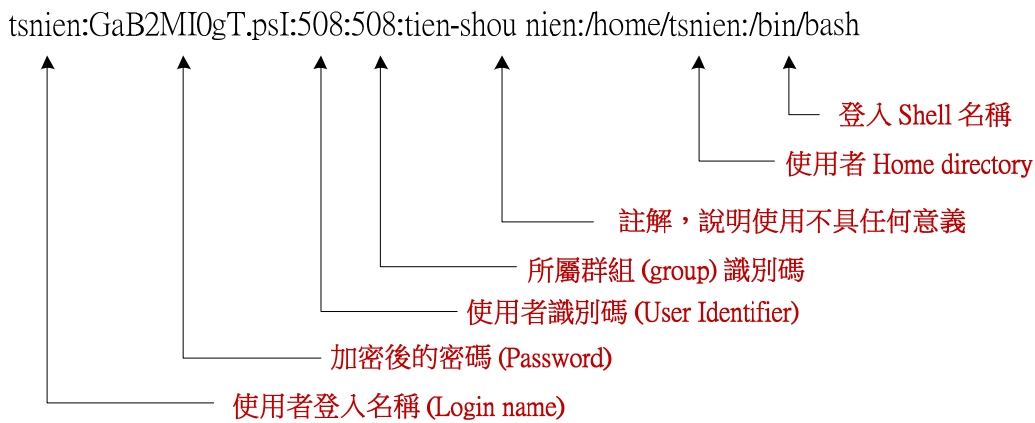 tsnien:GaB2MI0gT.psI:508:508:tien-shou nien:/home/tsnien:/bin/bash
登入 Shell 名稱
使用者 Home directory
註解，說明使用不具任何意義
所屬群組 (group) 識別碼
使用者識別碼 (User Identifier)
加密後的密碼 (Password)
使用者登入名稱 (Login name)